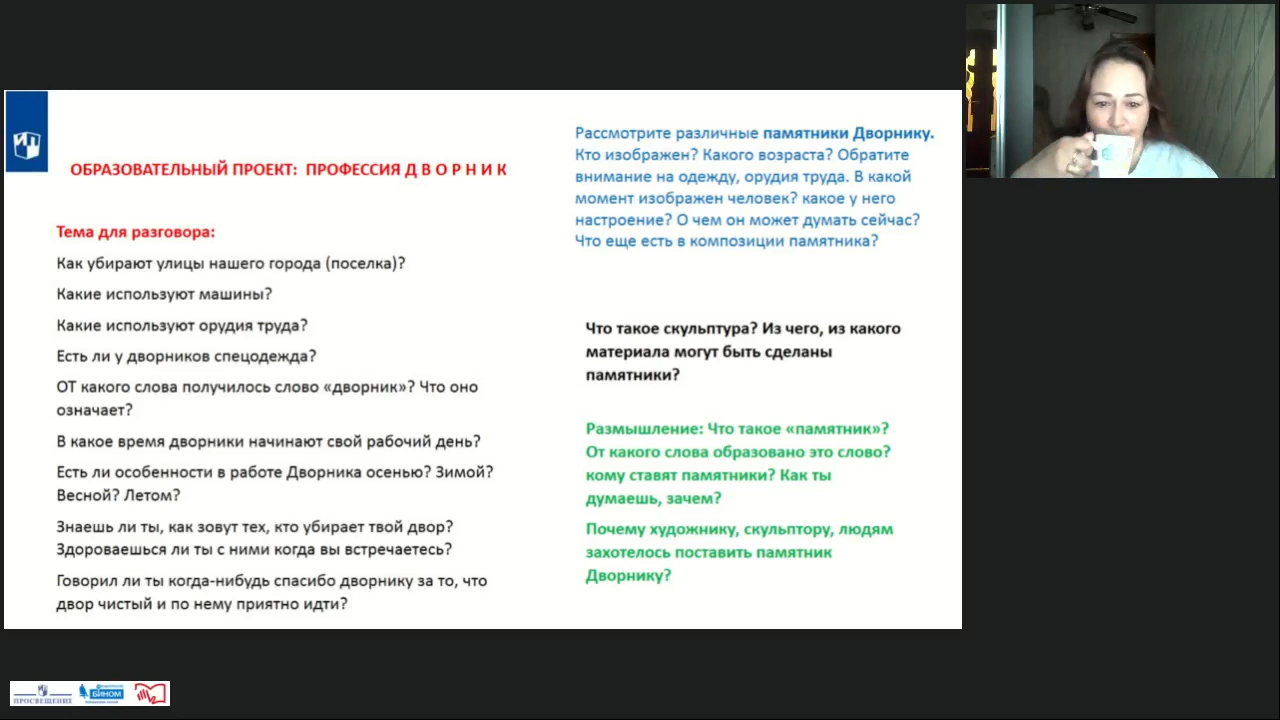 ИП
ОБРАЗОВАТЕЛЬНЫЙ ПРОЕКТ: ПРОФЕССИЯ Д В О Р Н И К
Тема для разговора:
Как убирают улицы нашего города (поселка)?
Какие используют машины?
Какие используют орудия труда?
Есть ли у дворников спецодежда?
ОТ какого слова получилось слово «дворник»? Что оно
означает?
В какое время дворники начинают свой рабочий день?
Есть ли особенности в работе Дворника осенью? Зимой?
Весной? Летом?
Знаешь ли ты, как зовут тех, кто убирает твой двор?
Здороваешься ли ты с ними когда вы встречаетесь?
Говорил ли ты когда-нибудь спасибо дворнику за то, что
двор чистый и по нему приятно идти?
Рассмотрите различные памятники Дворнику.
Кто изображен? Какого возраста? Обратите
внимание на одежду, орудия труда. В какой
момент изображен человек? какое у него
настроение? О чем он может думать сейчас?
Что еще есть в композиции памятника?
Что такое скульптура? Из чего, из какого
материала могут быть сделаны
памятники?
Размышление: Что такое «памятник»?
От какого слова образовано это слово?
кому ставят памятники? Как ты
думаешь, зачем?
Почему художнику, скульптору, людям
захотелось поставить памятник
Дворнику?
ПРОСВЕЩЕНИЕ
БИНОМ